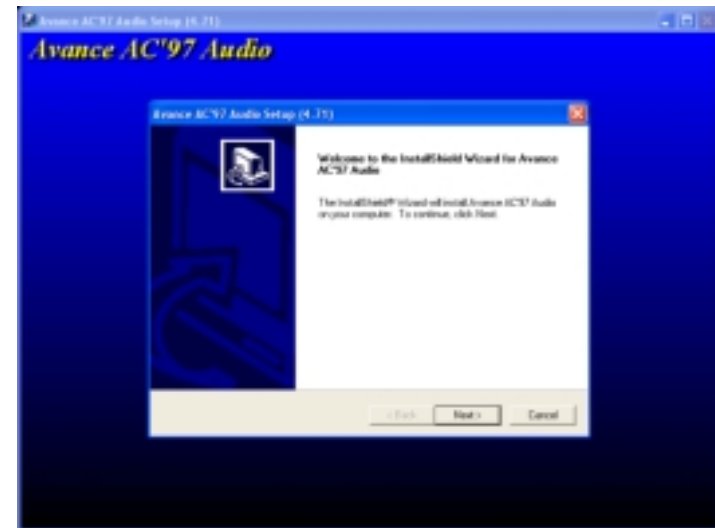 Avance AC'97 Audio Setup (4.71)
Avance AC'97 Audio
Avance AC'97 Audio Setup (4.71)
Welcome to the InstallShield Wizard for Avance
AC'97 Audio
The InstallShield® Wizard will install Avance AC'97 Audio
on your computer. To continue, click Next.
< Back
Next >
Cancel